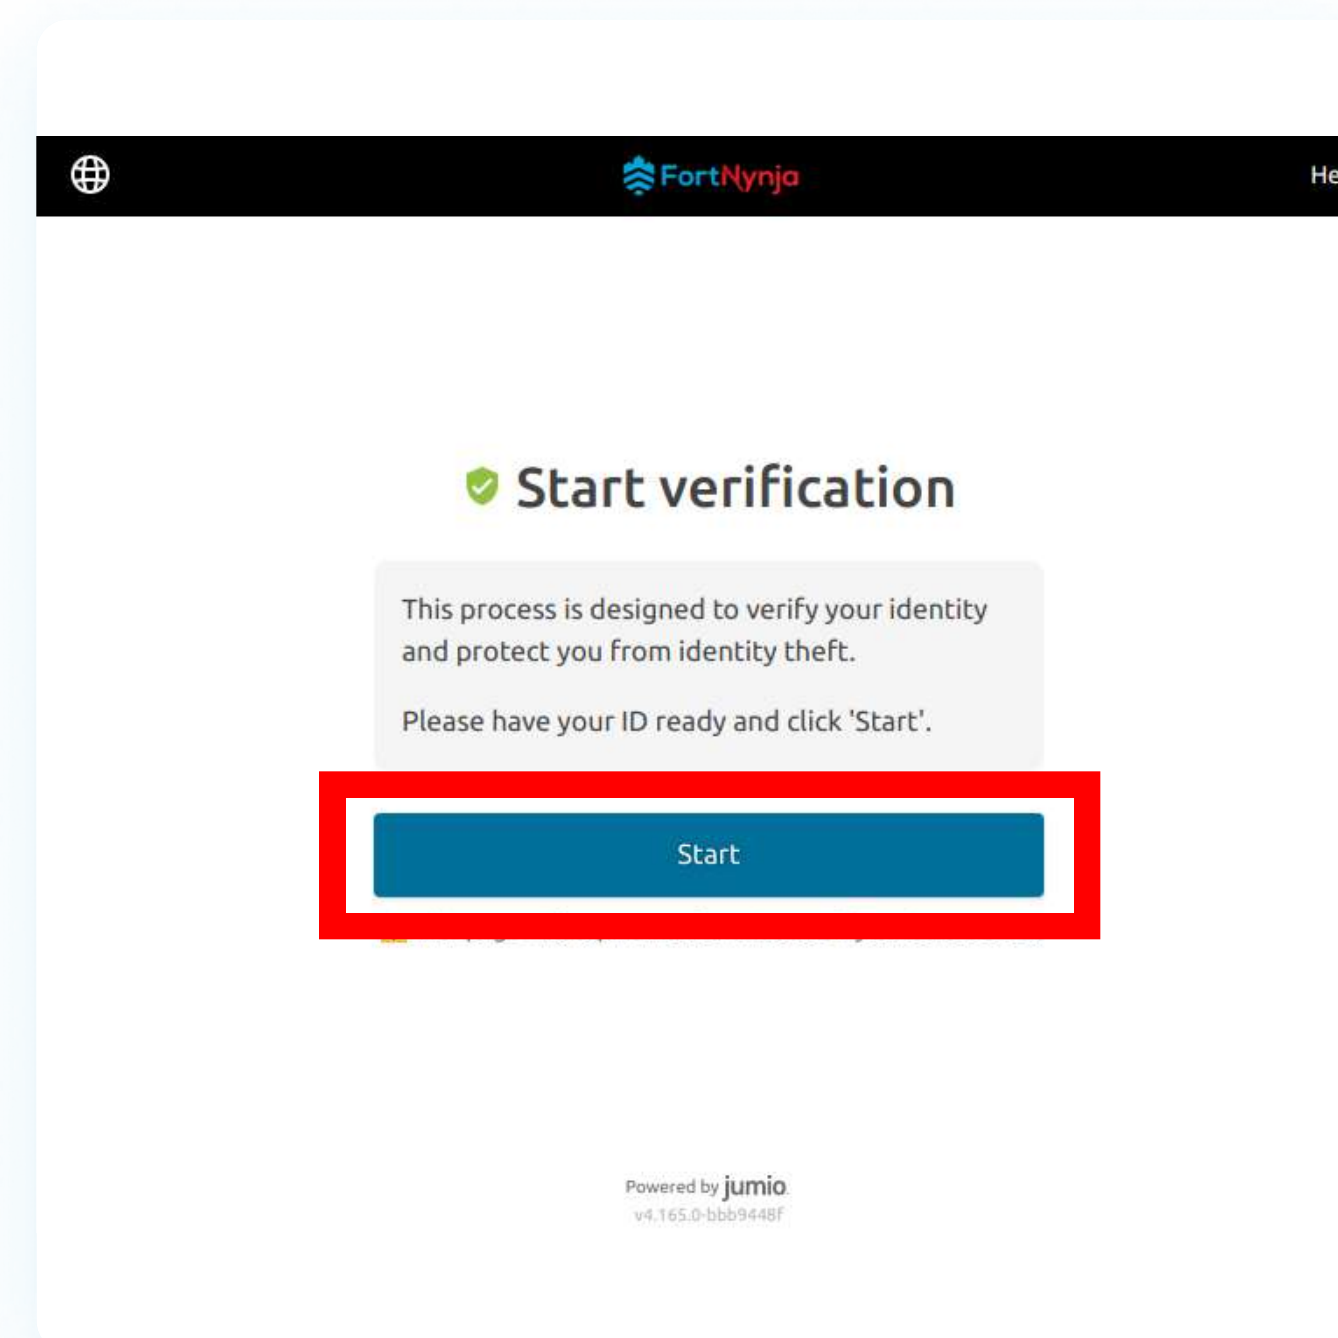 FortNynja
He
Start verification
This process is designed to verify your identity
and protect you from identity theft.
Please have your ID ready and click 'Start'.
Start
Powered by jumio.
v4.165.0-bbb9448f